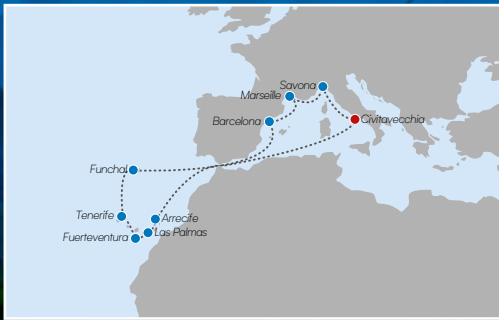 Savona
Marseille
Barcelona
Civitavecchia
Funchal
Tenerife
Arrecife
Fuerteventura
Las Palmas